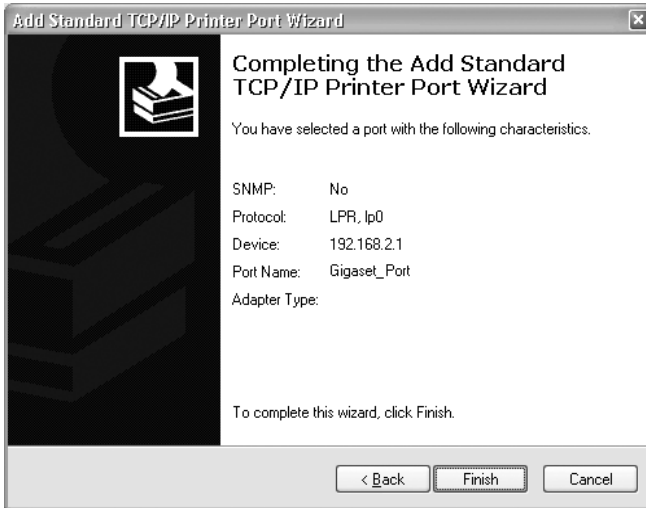 Add Standard TCP/IP Printer Port Wizard
Completing the Add Standard
TCP/IP Printer Port Wizard
You have selected a port with the following characteristics.
SNMP: No
Protocol: LPR, lp0
Device: 192.168.2.1
Port Name: Gigaset_Port
Adapter Type:
To complete this wizard, click Finish.
< Back Finish Cancel